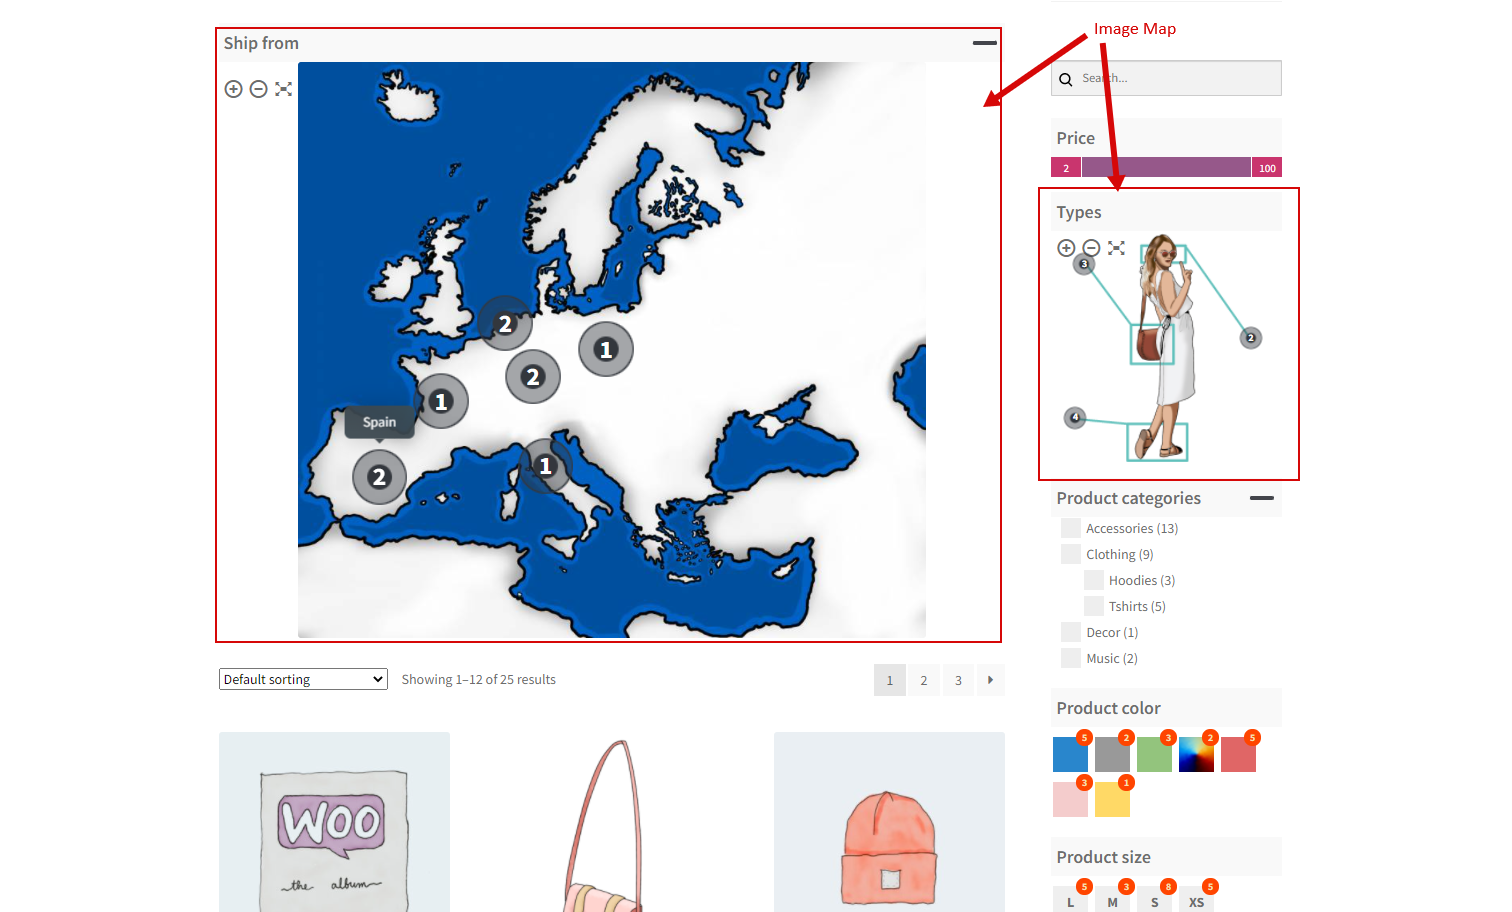 Image Map
Ship from
Search...
Price
2
100
Types
3
2
4
2
1
2
1
Spain
2
1
Product categories
Accessories (13)
Clothing (9)
Hoodies (3)
Tshirts (5)
Decor (1)
Music (2)
Default sorting
Showing 1–12 of 25 results
1 2 3
Product color
5 2 3 2 5
3 1
WOO
the album
Product size
5 3 8 5
L M S XS